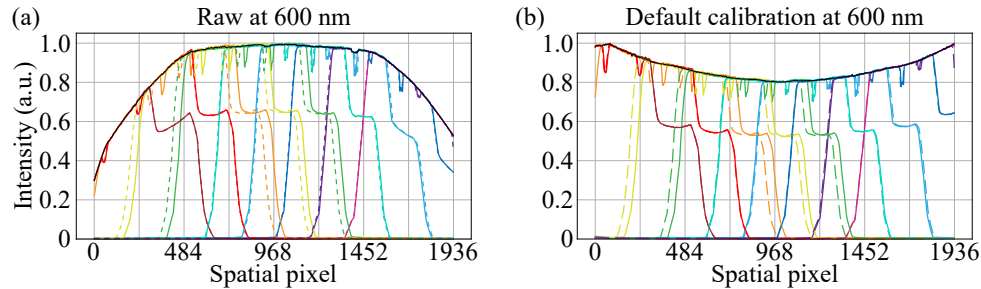 (a) Raw at 600 nm
1.0
0.8
0.6
0.4
0.2
0
Intensity (a.u.)
0 484 968 1452 1936
Spatial pixel
(b) Default calibration at 600 nm
1.0
0.8
0.6
0.4
0.2
0
0 484 968 1452 1936
Spatial pixel